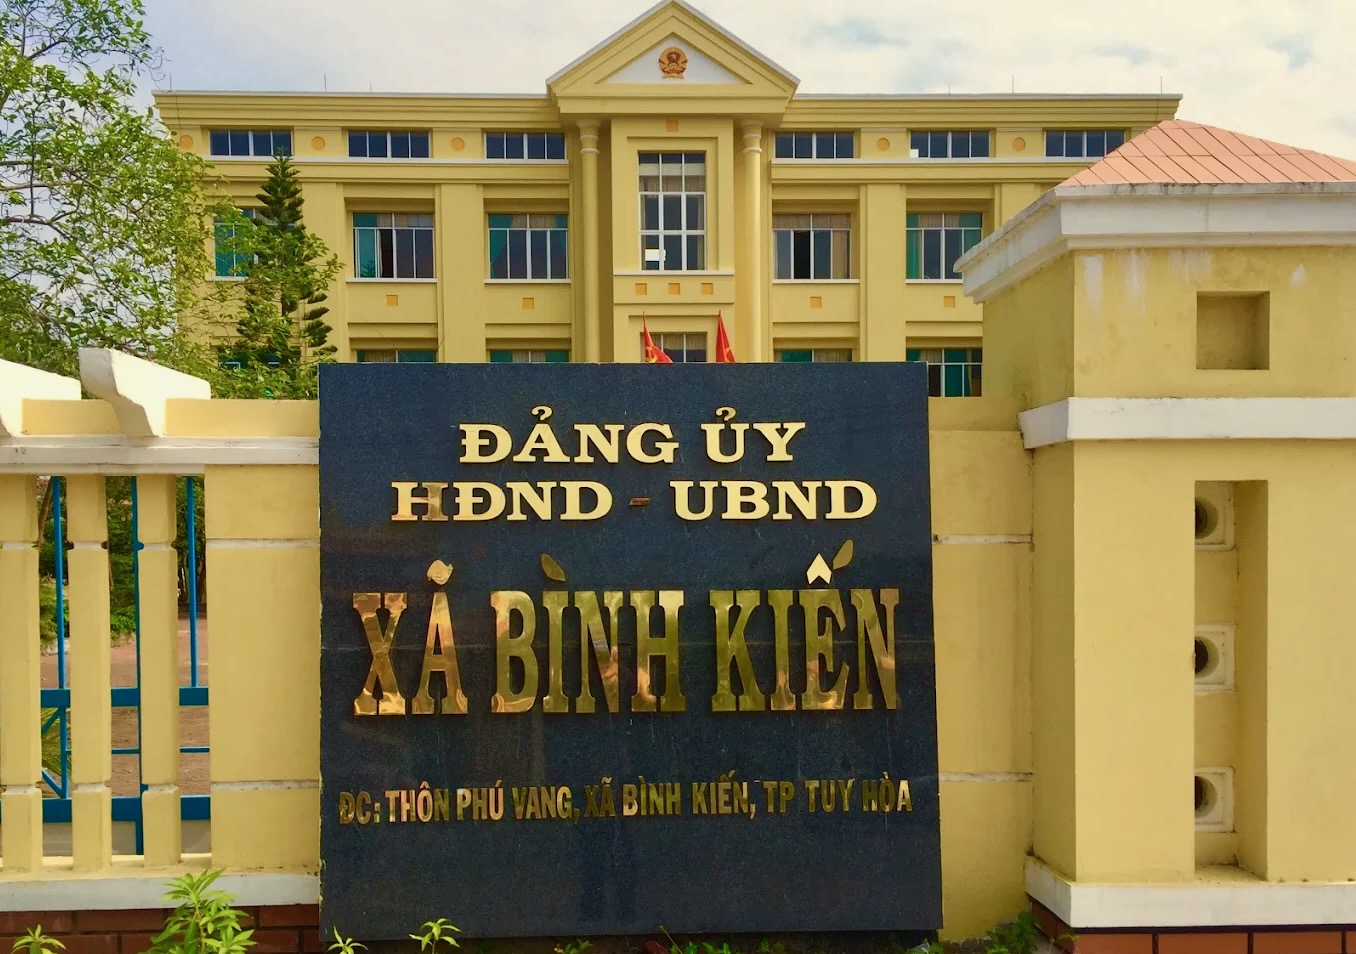 ĐẢNG ỦY
HĐND - UBND
XÃ BÌNH KIẾN
ĐC: THÔN PHÚ VANG, XÃ BÌNH KIẾN, TP TUY HÒA